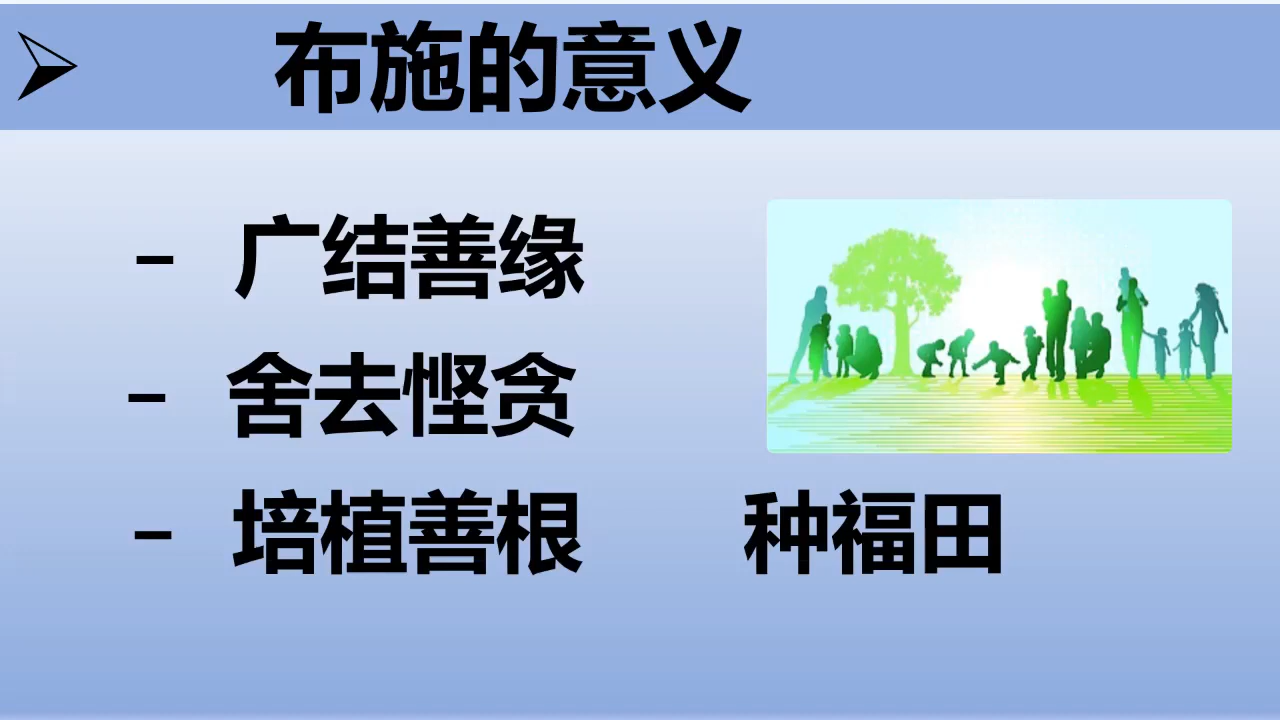 布施的意义
– 广结善缘
– 舍去悭贪
– 培植善根 种福田